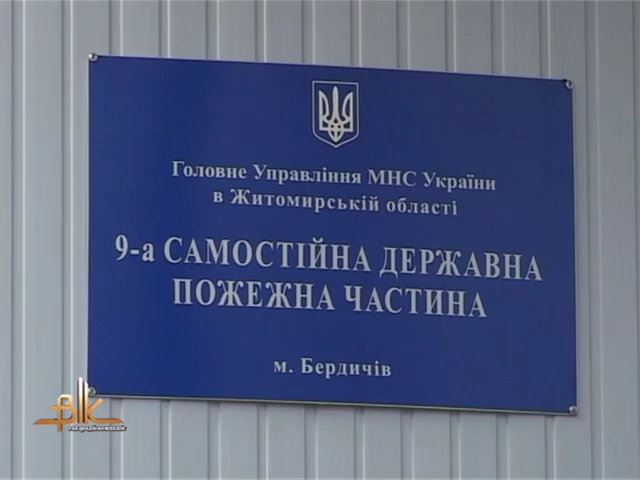 Головне Управління МНС України
в Житомирській області
9-а САМОСТІЙНА ДЕРЖАВНА
ПОЖЕЖНА ЧАСТИНА
м. Бердичів